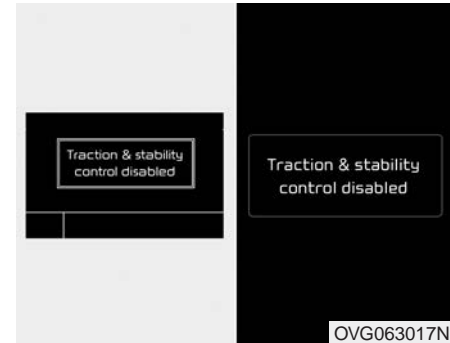 Traction & stability
control disabled
Traction & stability
control disabled
OVG063017N